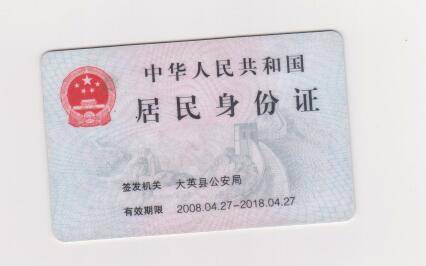 中华人民共和国
居民身份证
签发机关 大英县公安局
有效期限 2008.04.27-2018.04.27